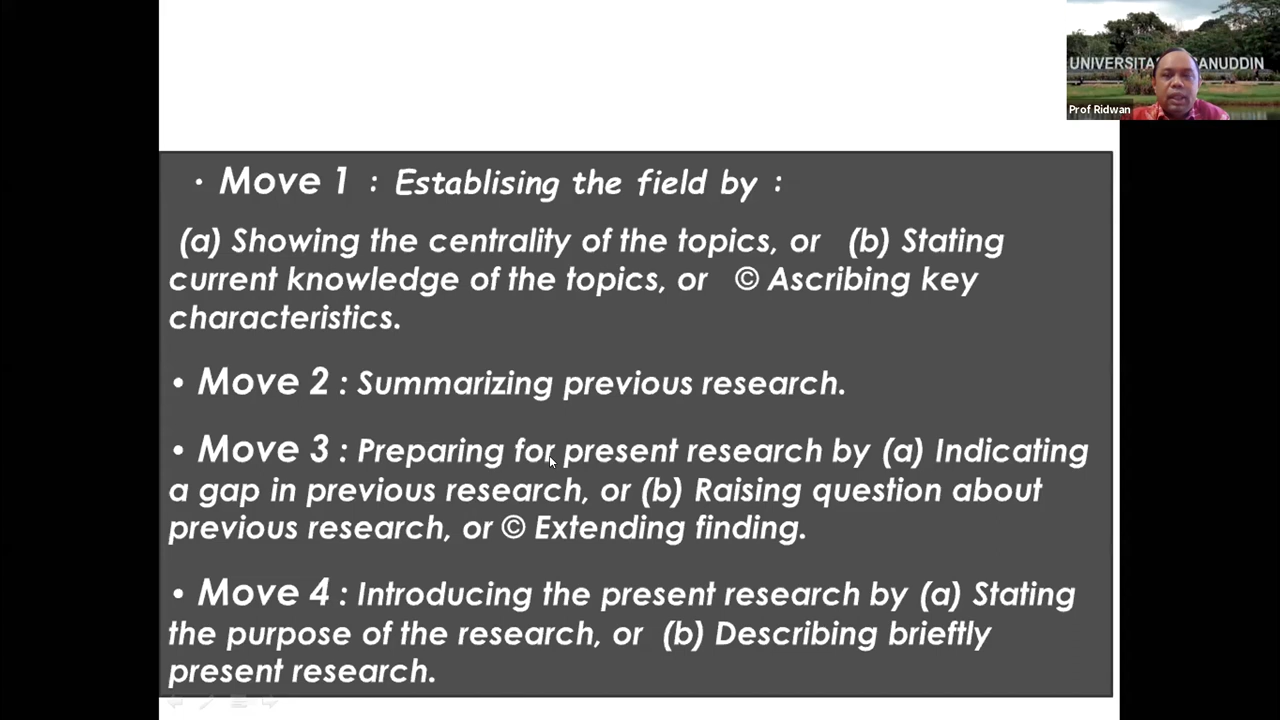 UNIVERSITAS ANUDDIN
Prof Ridwan
• Move 1 : Establising the field by :
(a) Showing the centrality of the topics, or (b) Stating
current knowledge of the topics, or © Ascribing key
characteristics.
• Move 2 : Summarizing previous research.
• Move 3 : Preparing for present research by (a) Indicating
a gap in previous research, or (b) Raising question about
previous research, or © Extending finding.
• Move 4 : Introducing the present research by (a) Stating
the purpose of the research, or (b) Describing brieftly
present research.